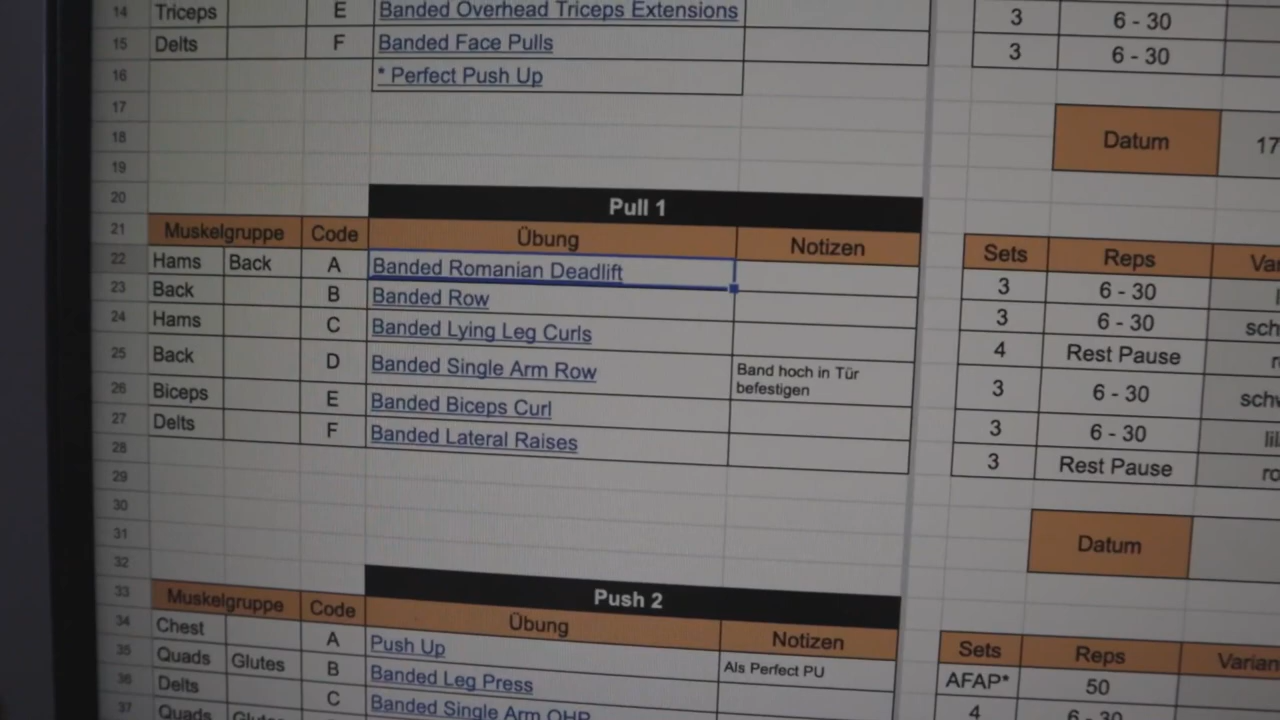 14 Triceps E Banded Overhead Triceps Extensions 3 6 - 30
15 Delts F Banded Face Pulls 3 6 - 30
16 * Perfect Push Up
17
18 Datum 17
19
20 Pull 1
21 Muskelgruppe Code Übung Notizen Sets Reps
22 Hams Back A Banded Romanian Deadlift 3 6 - 30
23 Back B Banded Row 3 6 - 30
24 Hams C Banded Lying Leg Curls 4 Rest Pause
25 Back D Banded Single Arm Row Band hoch in Tür befestigen 3 6 - 30
26 Biceps E Banded Biceps Curl 3 6 - 30
27 Delts F Banded Lateral Raises 3 Rest Pause
28
29
30
31 Datum
32
33 Push 2
34 Muskelgruppe Code Übung Notizen Sets Reps
35 Chest A Push Up Als Perfect PU AFAP* 50
36 Quads Glutes B Banded Leg Press 4 6 - 30
37 Delts C Banded Single Arm OHP
Quads